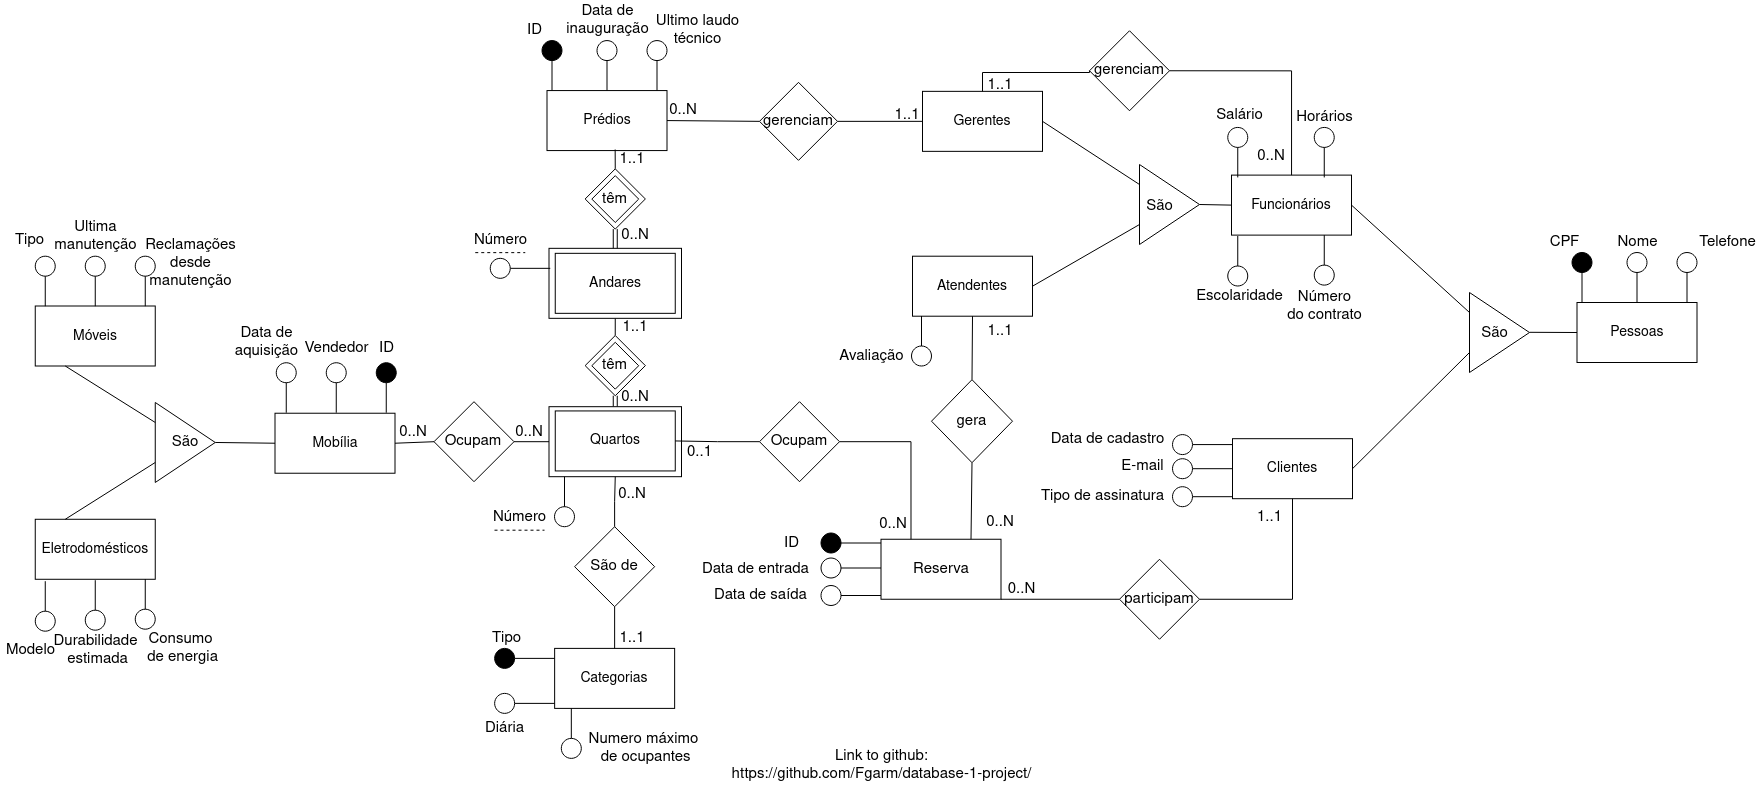 Data de
inauguração
ID
Ultimo laudo
técnico
Prédios
0..N
gerenciam
1..1
Gerentes
1..1
gerenciam
Salário
Horários
0..N
Funcionários
Escolaridade
Número
do contrato
São
1..1
têm
0..N
Número
Andares
1..1
têm
0..N
Atendentes
1..1
Avaliação
gera
0..N
CPF
Nome
Telefone
Pessoas
São
Tipo
Ultima
manutenção
Reclamações
desde
manutenção
Móveis
Data de
aquisição
Vendedor
ID
São
Mobília
0..N
Ocupam
0..N
Quartos
0..1
Ocupam
0..N
Número
0..N
São de
1..1
Eletrodomésticos
Modelo
Durabilidade
estimada
Consumo
de energia
Data de cadastro
E-mail
Tipo de assinatura
Clientes
1..1
ID
Data de entrada
Data de saída
Reserva
0..N
participam
Tipo
Categorias
Diária
Numero máximo
de ocupantes
Link to github:
https://github.com/Fgarm/database-1-project/